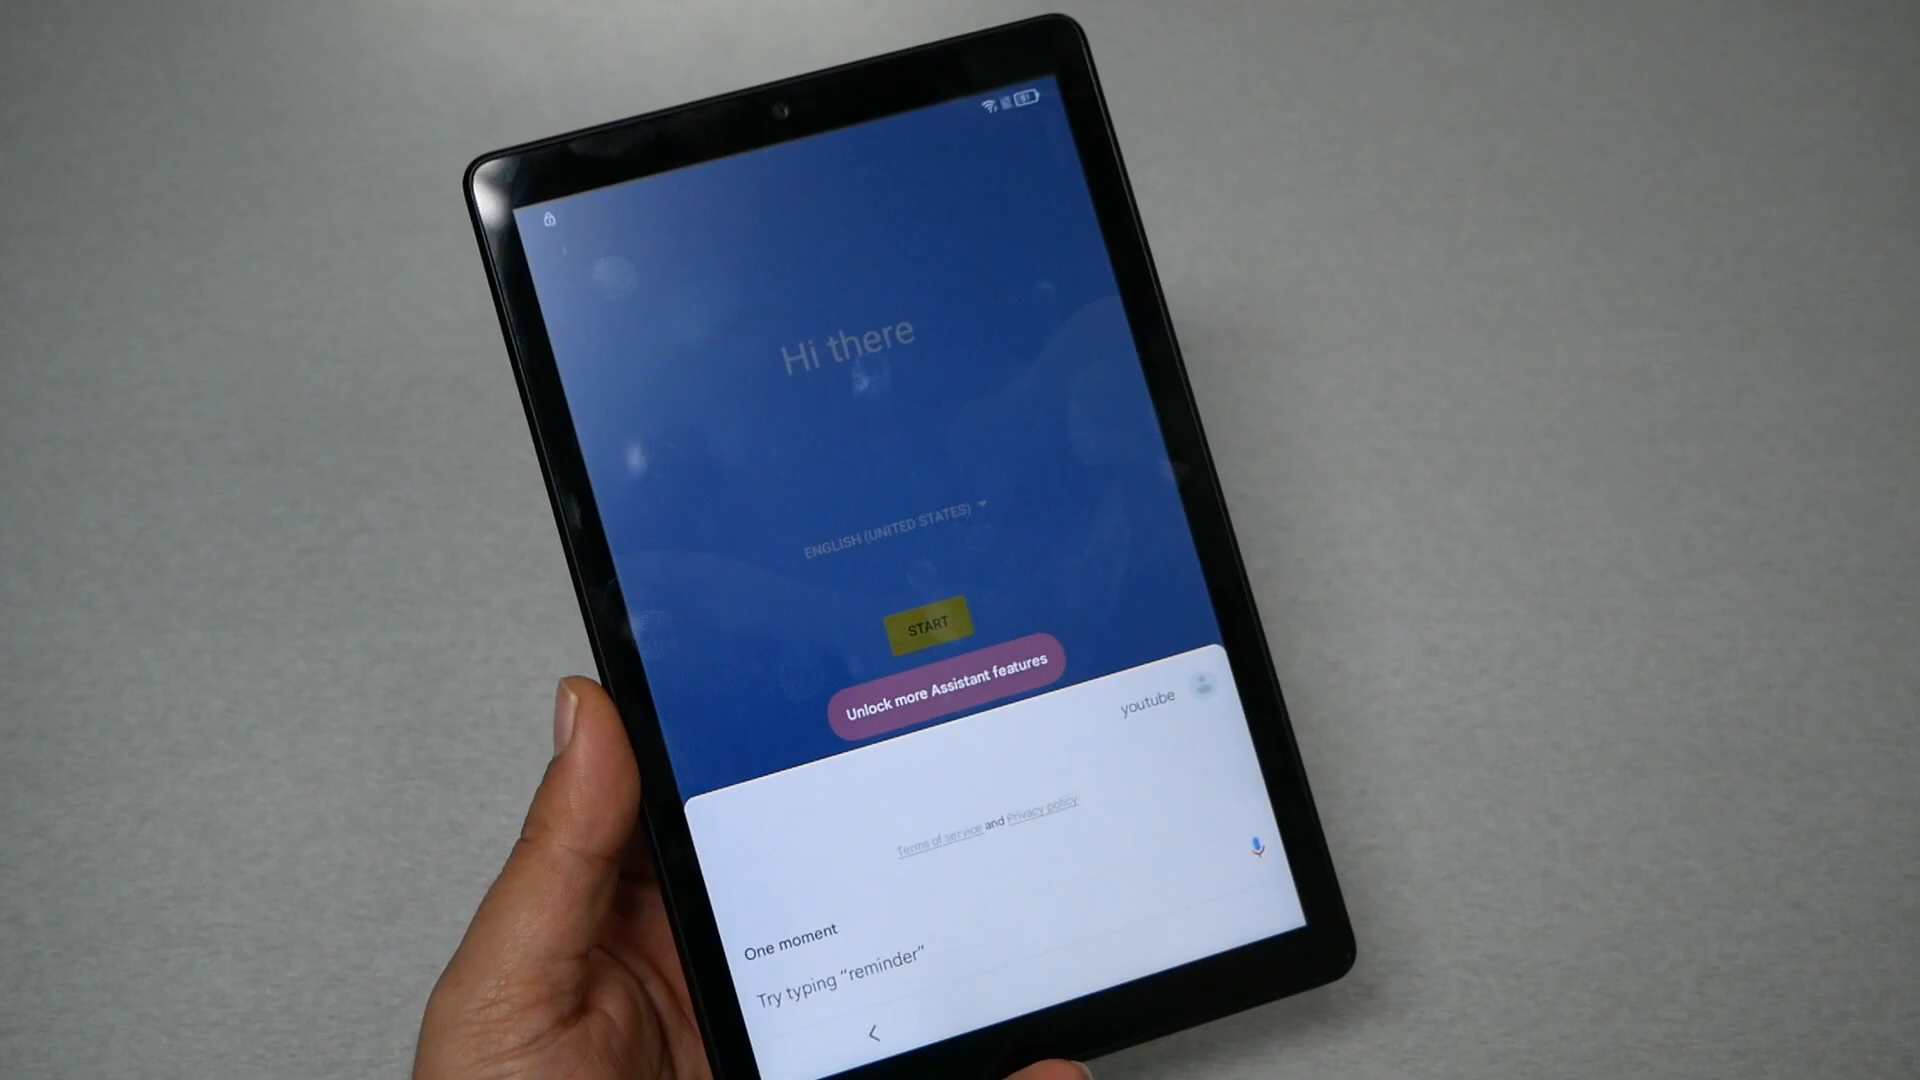 Hi there
ENGLISH (UNITED STATES)
START
Unlock more Assistant features
youtube
Terms of service and Privacy policy
One moment
Try typing “reminder”